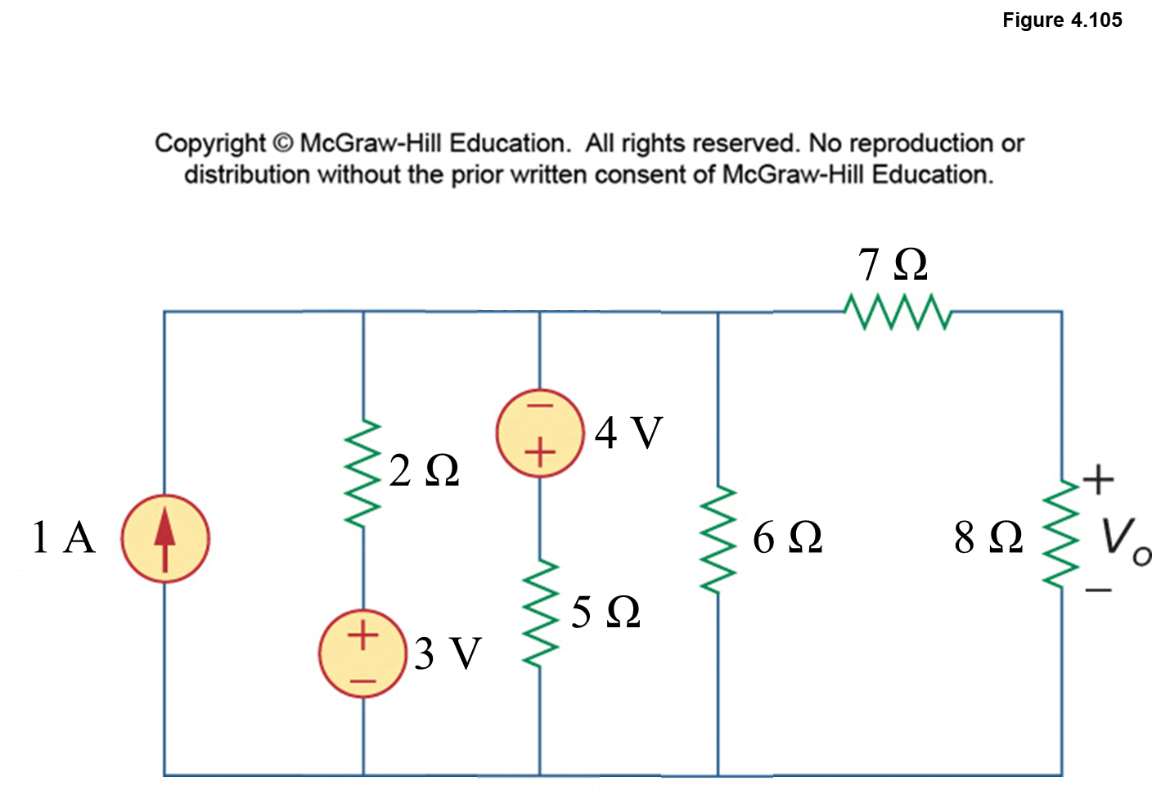 Figure 4.105
Copyright © McGraw-Hill Education. All rights reserved. No reproduction or
distribution without the prior written consent of McGraw-Hill Education.
7 Ω
− 4 V
+
2 Ω
+
1 A
6 Ω
8 Ω
Vo
−
5 Ω
+ 3 V
−